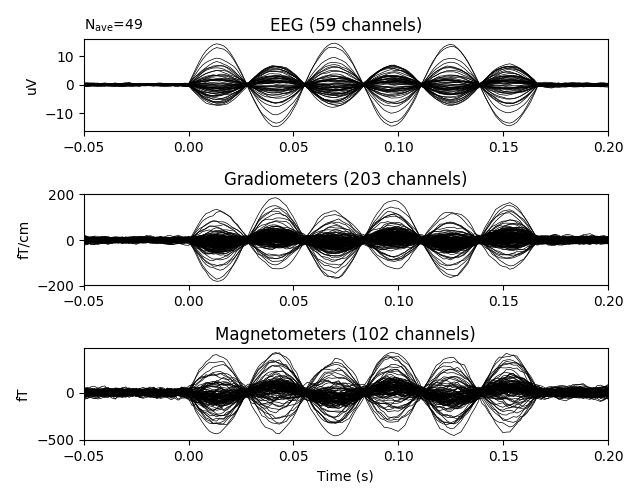 Nave=49
EEG (59 channels)
10
0
−10
uV
−0.05 0.00 0.05 0.10 0.15 0.20
Gradiometers (203 channels)
200
0
−200
fT/cm
−0.05 0.00 0.05 0.10 0.15 0.20
Magnetometers (102 channels)
0
−500
fT
−0.05 0.00 0.05 0.10 0.15 0.20
Time (s)